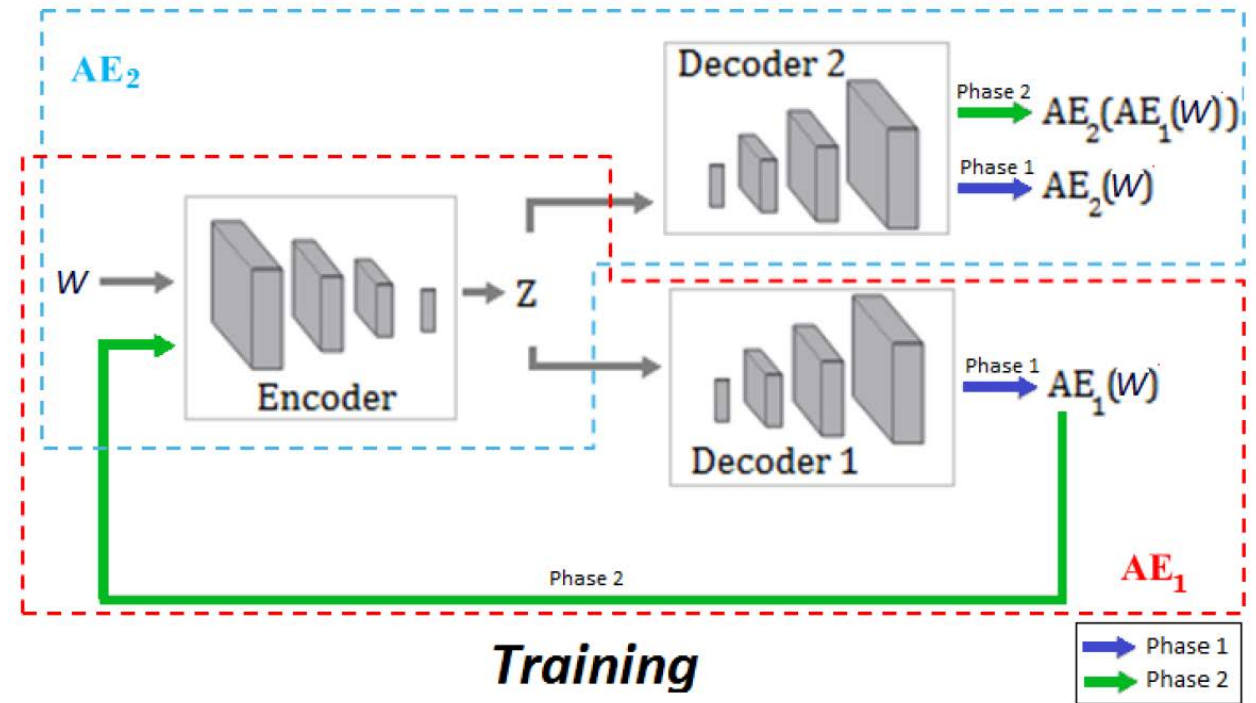 AE₂
Decoder 2
Phase 2
AE₂(AE₁(W))
Phase 1
AE₂(W)
W
Encoder
Z
Decoder 1
Phase 1
AE₁(W)
Phase 2
AE₁
Training
Phase 1
Phase 2